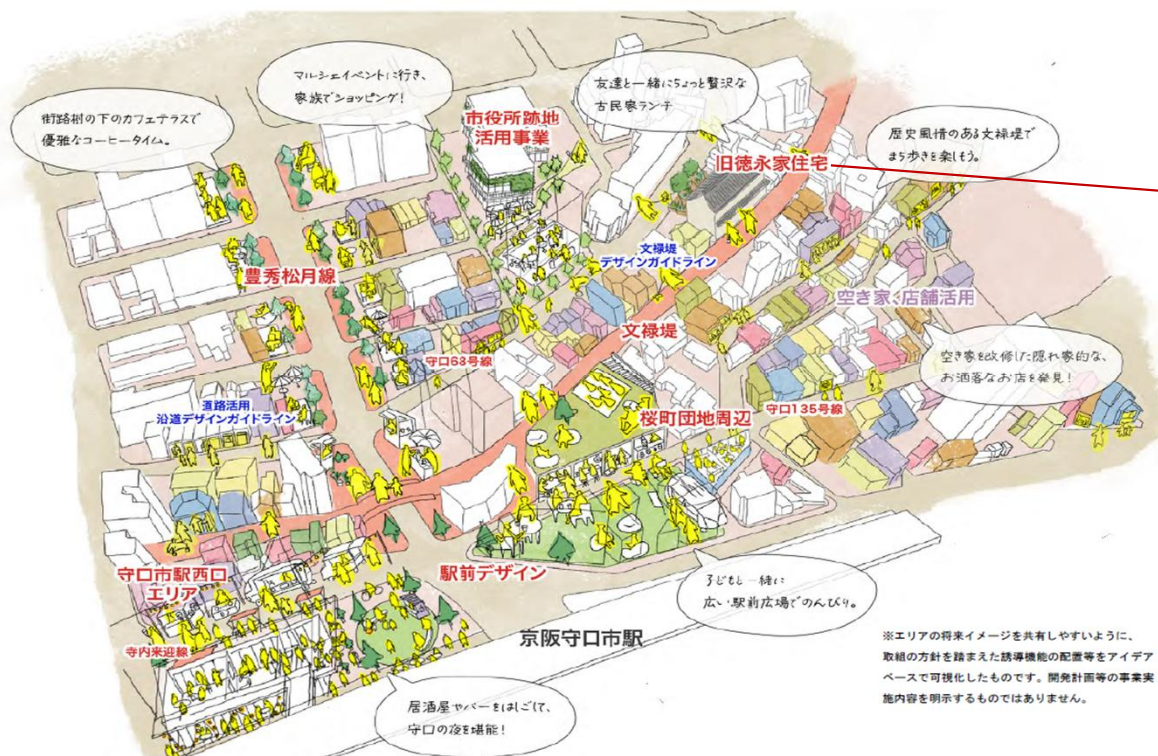 マルシェイベントに行き、
家族でショッピング!
友達と一緒にちょっと贅沢な
古民家ランチ
街路樹の下のカフェテラスで
優雅なコーヒータイム。
市役所跡地
活用事業
歴史風情のある文禄堤で
まち歩きを楽しもう。
旧徳永家住宅
文禄堤
デザインガイドライン
豊秀松月線
空き家、店舗活用
文禄堤
守口63号線
空き家を改修した隠れ家的な、
お洒落なお店を発見!
道路活用
沿道デザインガイドライン
桜町団地周辺
守口135号線
守口市駅西口
エリア
駅前デザイン
子どもと一緒に
広い駅前広場でのんびり。
京阪守口市駅
寺内来迎線
居酒屋やバーをはしごして、
守口の夜を堪能!
※エリアの将来イメージを共有しやすいように、
取組の方針を踏まえた誘導機能の配置等をアイデア
ベースで可視化したものです。開発計画等の事業実
施内容を明示するものではありません。